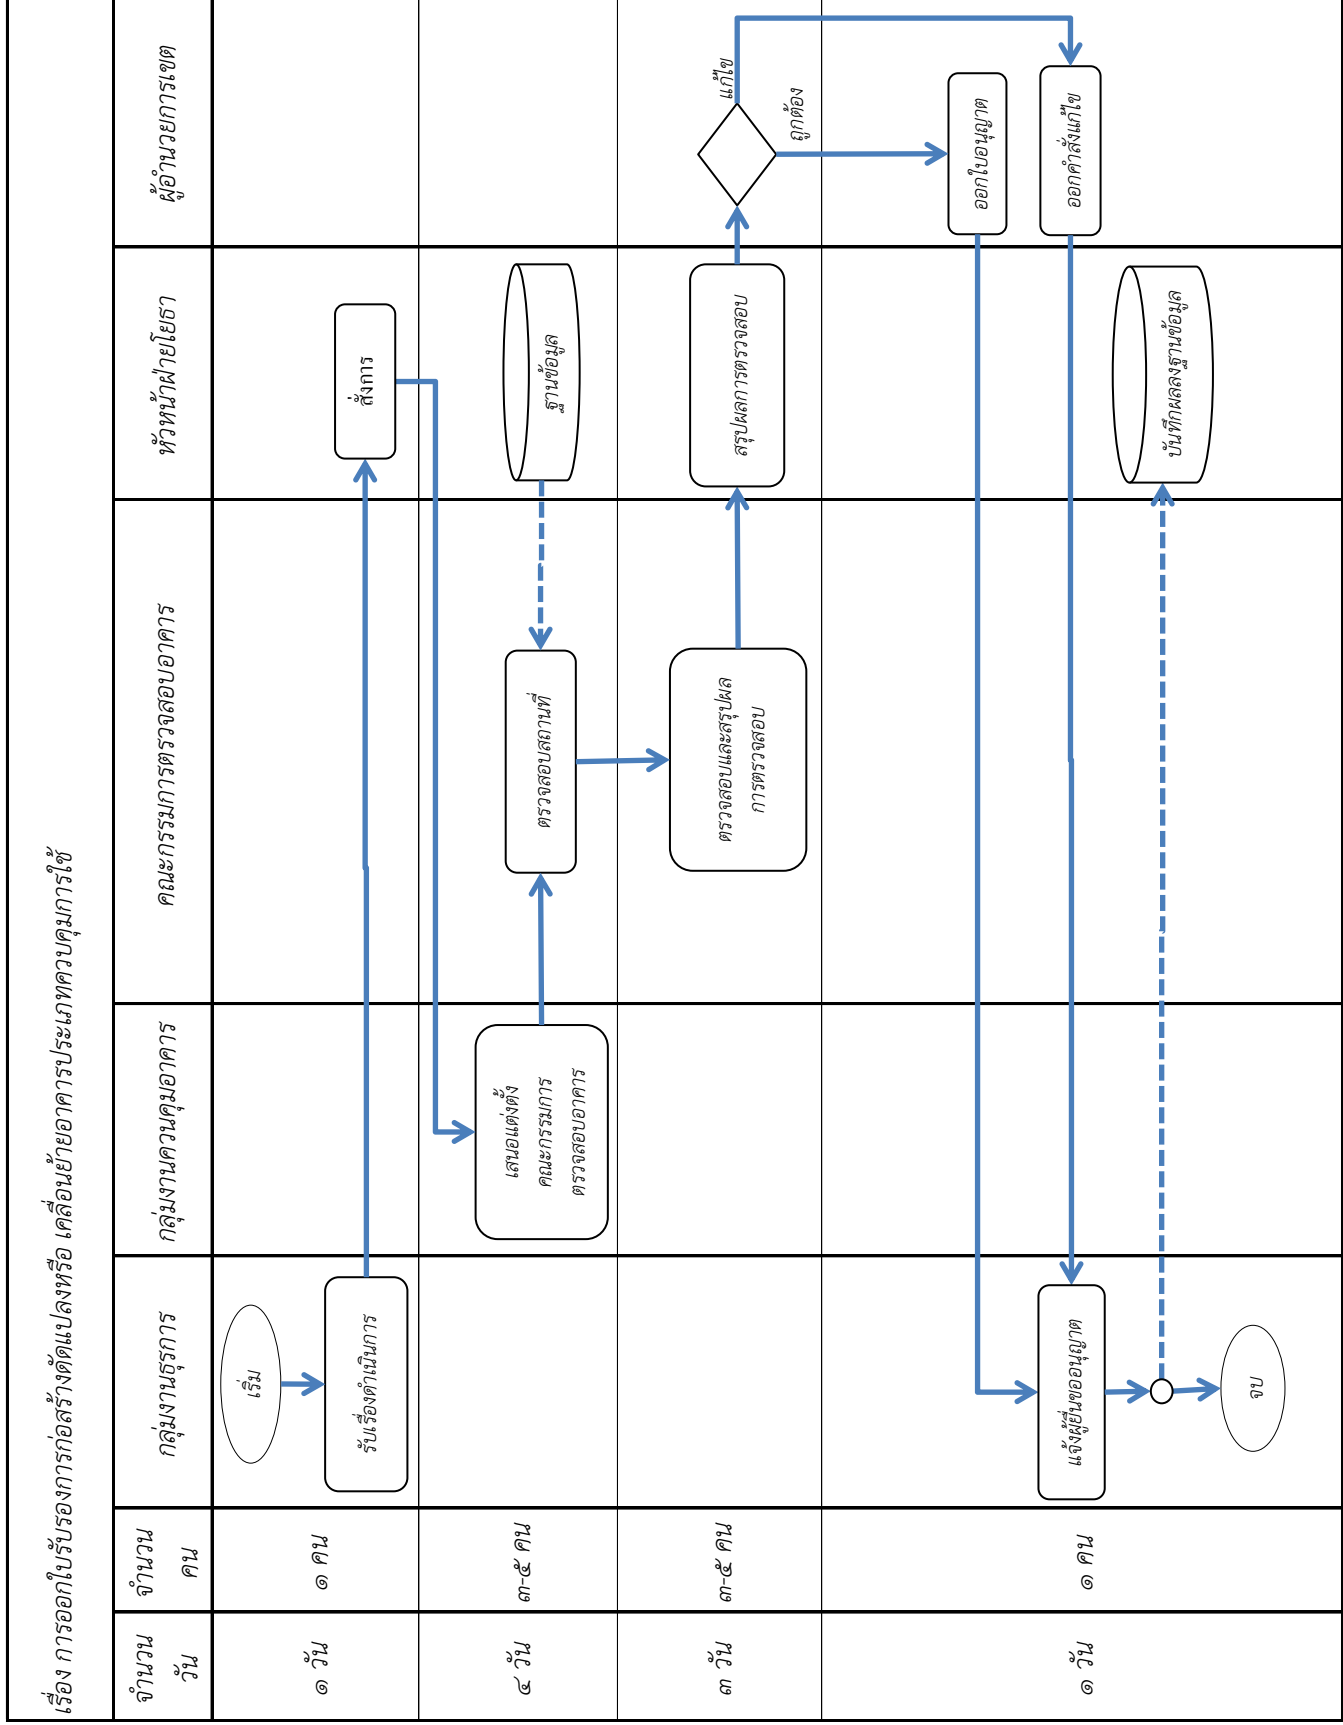 เรื่อง การออกใบรับรองการก่อสร้างดัดแปลงหรือ เคลื่อนย้ายอาคารประเภทควบคุมการใช้
จำนวน
วัน
จำนวน
คน
กลุ่มงานธุรการ
กลุ่มงานควนคุมอาคาร
คณะกรรมการตรวจสอบอาคาร
หัวหน้าฝ่ายโยธา
ผู้อำนวยการเขต
๑ วัน
๑ คน
เริ่ม
รับเรื่องดำเนินการ
สั่งการ
๔ วัน
๓-๕ คน
เสนอแต่งตั้ง
คณะกรรมการ
ตรวจสอบอาคาร
ตรวจสอบสถานที่
ฐานข้อมูล
๓ วัน
๓-๕ คน
ตรวจสอบและสรุปผล
การตรวจสอบ
สรุปผลการตรวจสอบ
แก้ไข
ถูกต้อง
๑ วัน
๑ คน
แจ้งผู้ยื่นขออนุญาต
จบ
บันทึกผลลงฐานข้อมูล
ออกใบอนุญาต
ออกคำสั่งแก้ไข